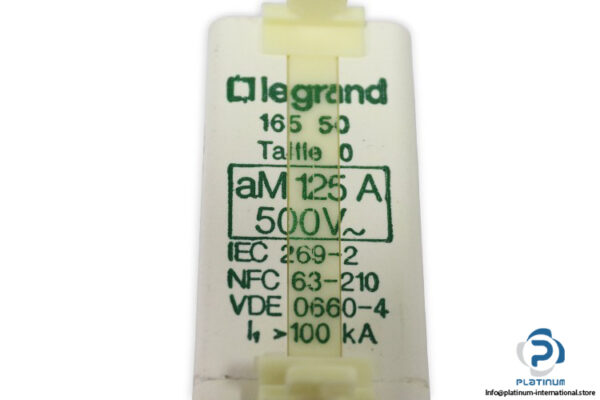 legrand
165 50
Taille 0
aM 125 A
500V~
IEC 269-2
NFC 63-210
VDE 0660-4
I1 >100 kA
PLATINUM
Info@platinum-international.store